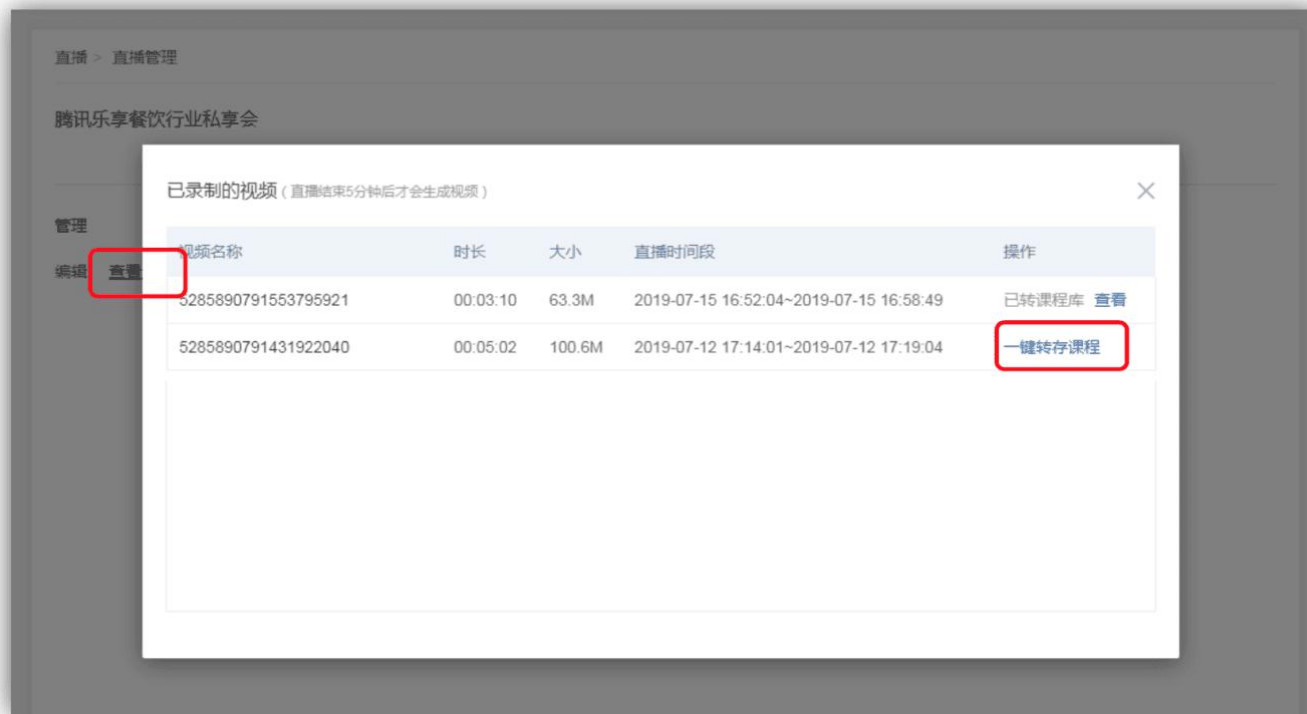 直播 > 直播管理
腾讯乐享餐饮行业私享会
已录制的视频（直播结束5分钟后才会生成视频）
管理
视频名称 时长 大小 直播时间段 操作
编辑 查看
5285890791553795921 00:03:10 63.3M 2019-07-15 16:52:04~2019-07-15 16:58:49 已转课程库 查看
5285890791431922040 00:05:02 100.6M 2019-07-12 17:14:01~2019-07-12 17:19:04 一键转存课程